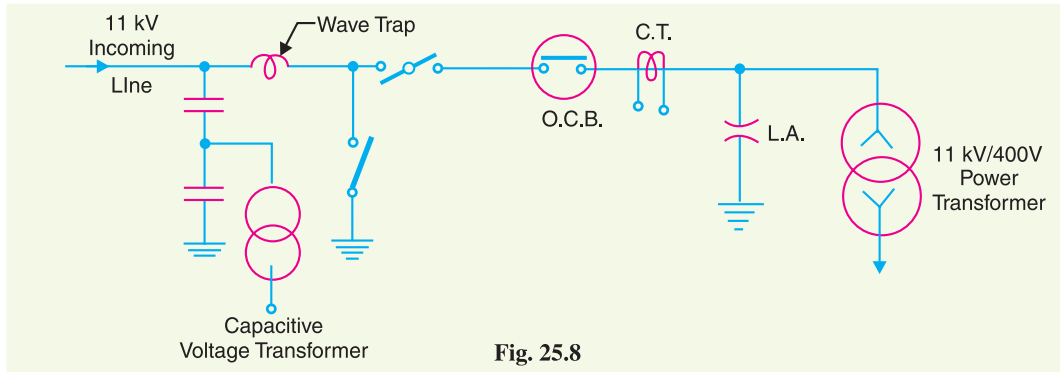 11 kV
Incoming
LIne
Wave Trap
C.T.
O.C.B.
L.A.
11 kV/400V
Power
Transformer
Capacitive
Voltage Transformer
Fig. 25.8